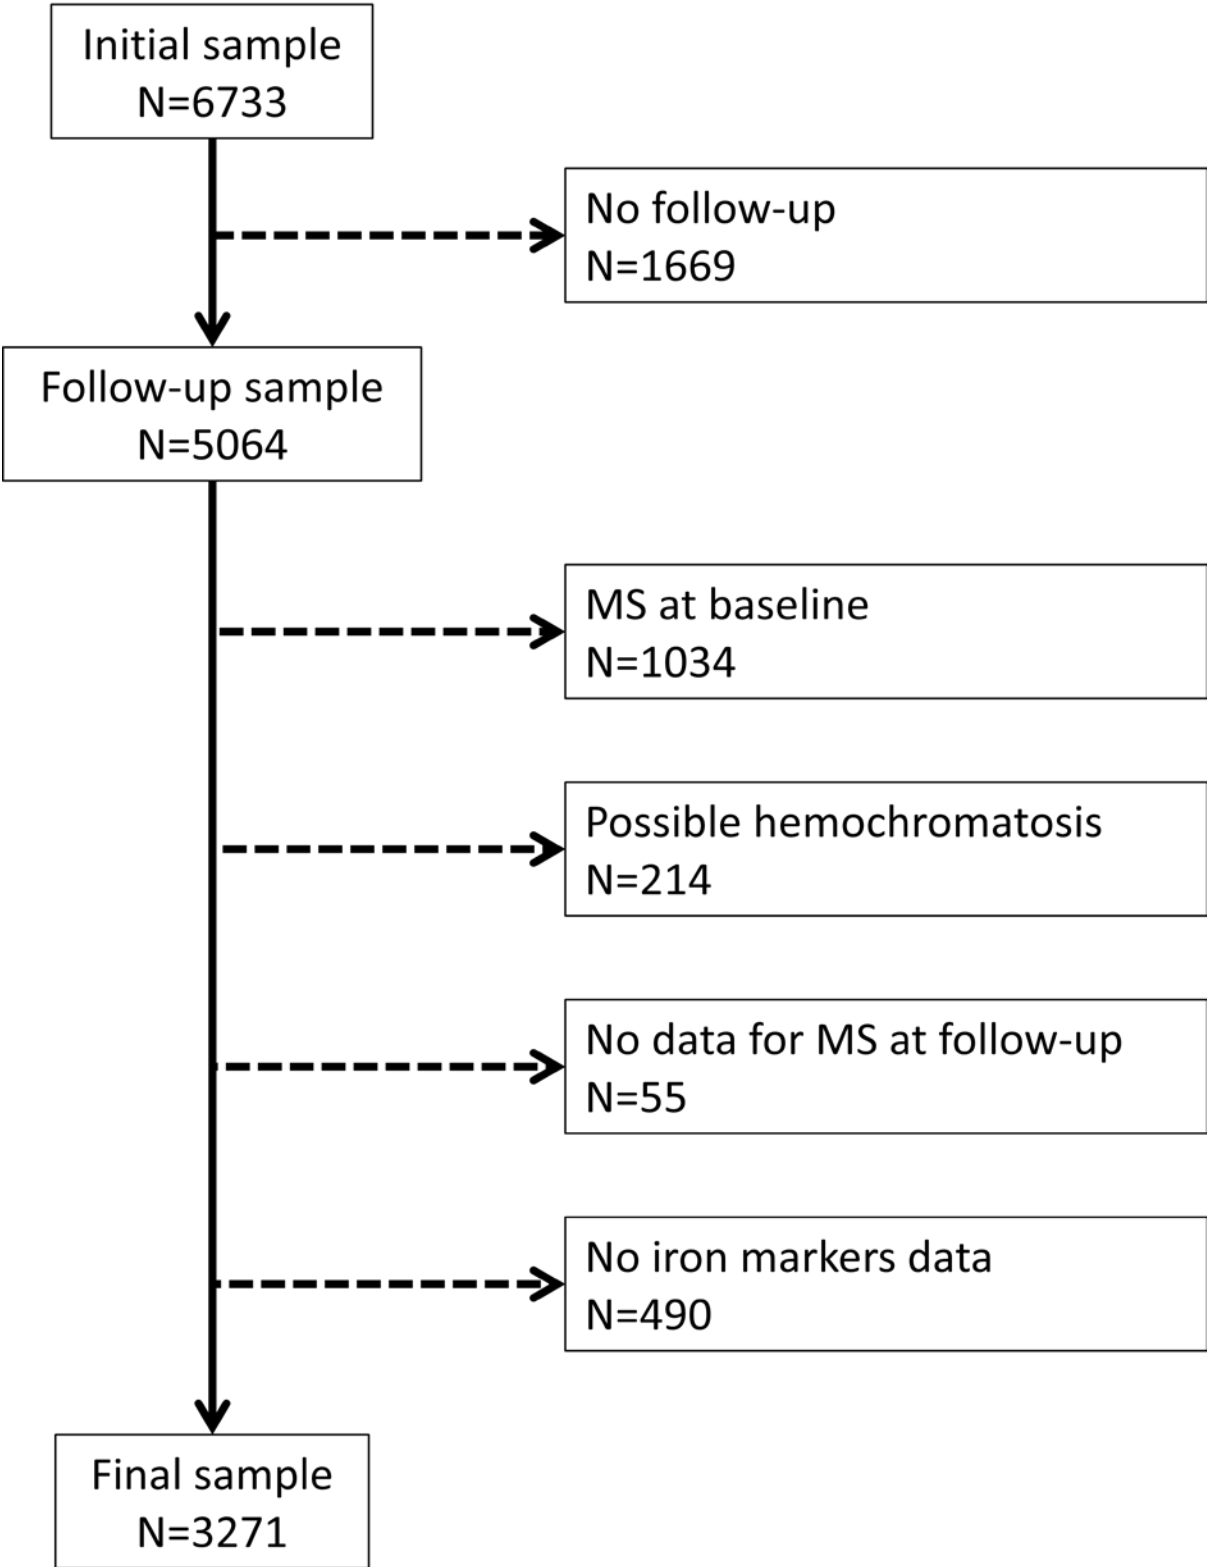 Initial sample
N=6733
No follow-up
N=1669
Follow-up sample
N=5064
MS at baseline
N=1034
Possible hemochromatosis
N=214
No data for MS at follow-up
N=55
No iron markers data
N=490
Final sample
N=3271